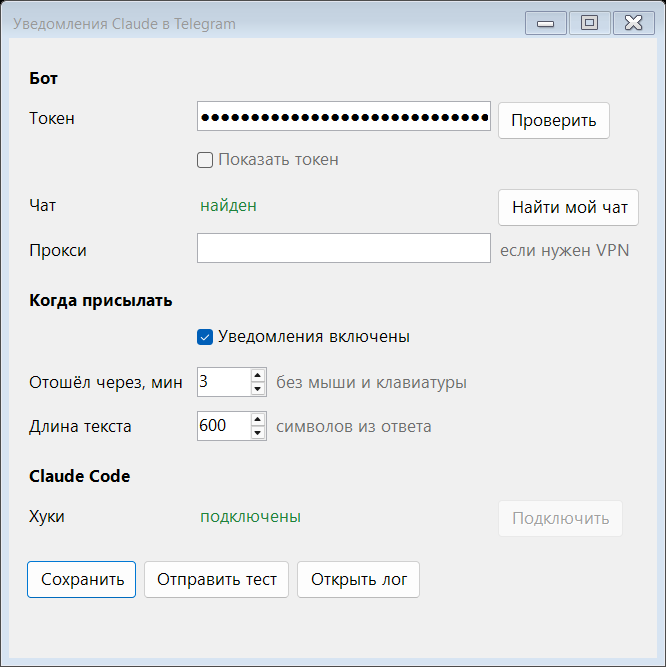 Уведомления Claude в Telegram
Бот
Токен ●●●●●●●●●●●●●●●●●●●●●●●●●●●●● Проверить
Показать токен
Чат найден Найти мой чат
Прокси если нужен VPN
Когда присылать
Уведомления включены
Отошёл через, мин 3 без мыши и клавиатуры
Длина текста 600 символов из ответа
Claude Code
Хуки подключены Подключить
Сохранить Отправить тест Открыть лог